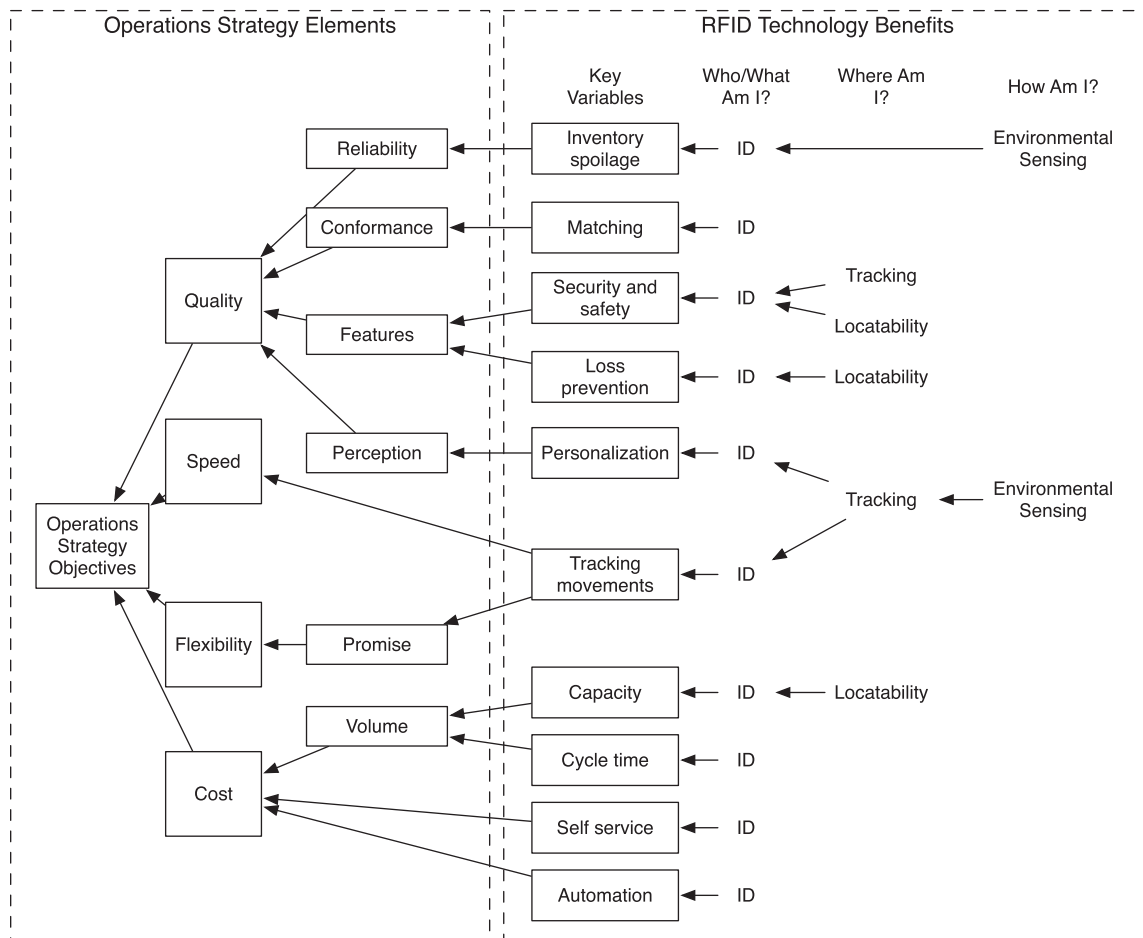 Operations Strategy Elements
RFID Technology Benefits
Key
Variables
Who/What
Am I?
Where Am
I?
How Am I?
Reliability
Inventory
spoilage
ID
Environmental
Sensing
Conformance
Matching
ID
Quality
Features
Security and
safety
ID
Tracking
Locatability
Loss
prevention
ID
Locatability
Speed
Perception
Personalization
ID
Tracking
Environmental
Sensing
Operations
Strategy
Objectives
Tracking
movements
ID
Flexibility
Promise
Capacity
ID
Locatability
Volume
Cycle time
ID
Cost
Self service
ID
Automation
ID